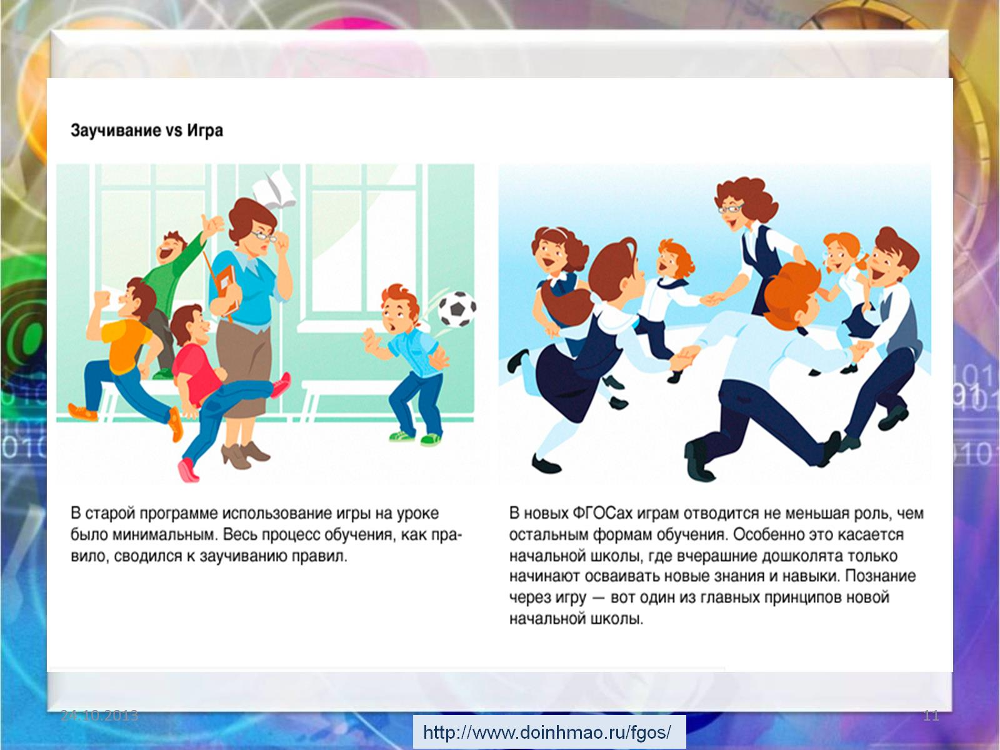 Заучивание vs Игра
В старой программе использование игры на уроке
было минимальным. Весь процесс обучения, как пра-
вило, сводился к заучиванию правил.
В новых ФГОСах играм отводится не меньшая роль, чем
остальным формам обучения. Особенно это касается
начальной школы, где вчерашние дошколята только
начинают осваивать новые знания и навыки. Познание
через игру — вот один из главных принципов новой
начальной школы.
24.10.2013
11
http://www.doinhmao.ru/fgos/